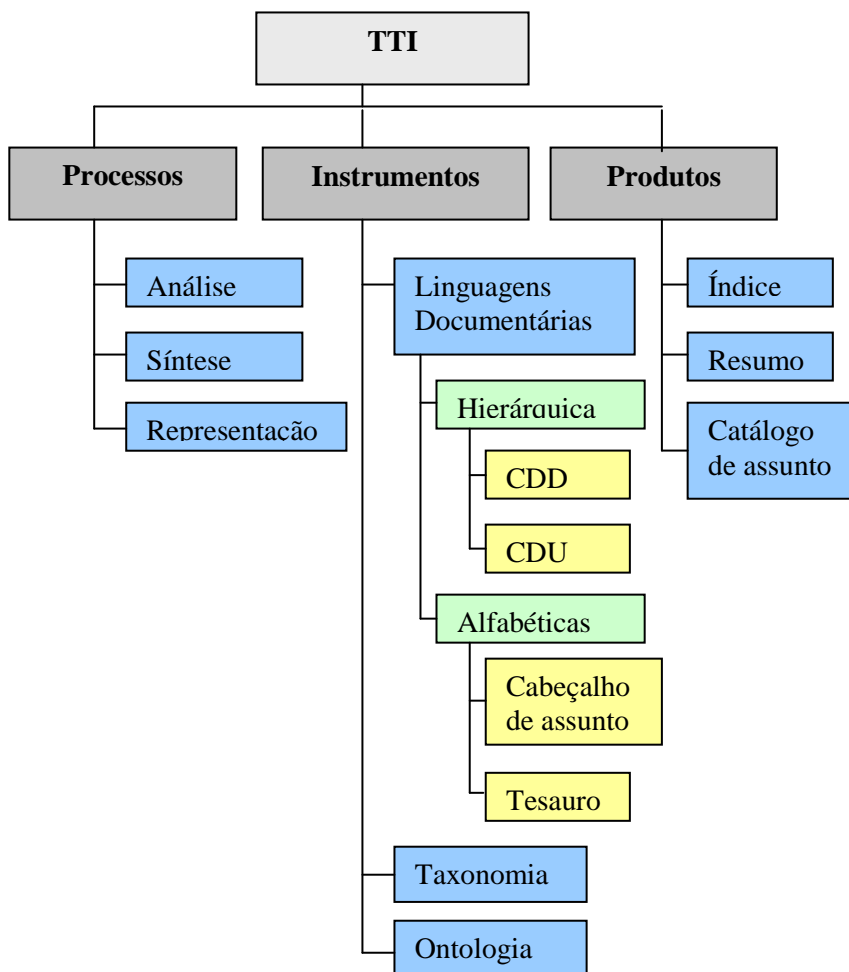 TTI
Processos
Instrumentos
Produtos
Análise
Síntese
Representação
Linguagens
Documentárias
Hierárquica
CDD
CDU
Alfabéticas
Cabeçalho
de assunto
Tesauro
Taxonomia
Ontologia
Índice
Resumo
Catálogo
de assunto